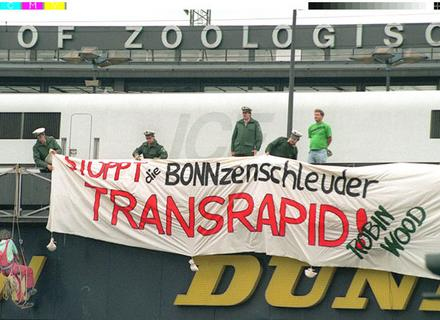 OF ZOOLOGISC
ICE
STOPPT die BONNzenschleuder
TRANSRAPID!
ROBIN
WOOD
DUN